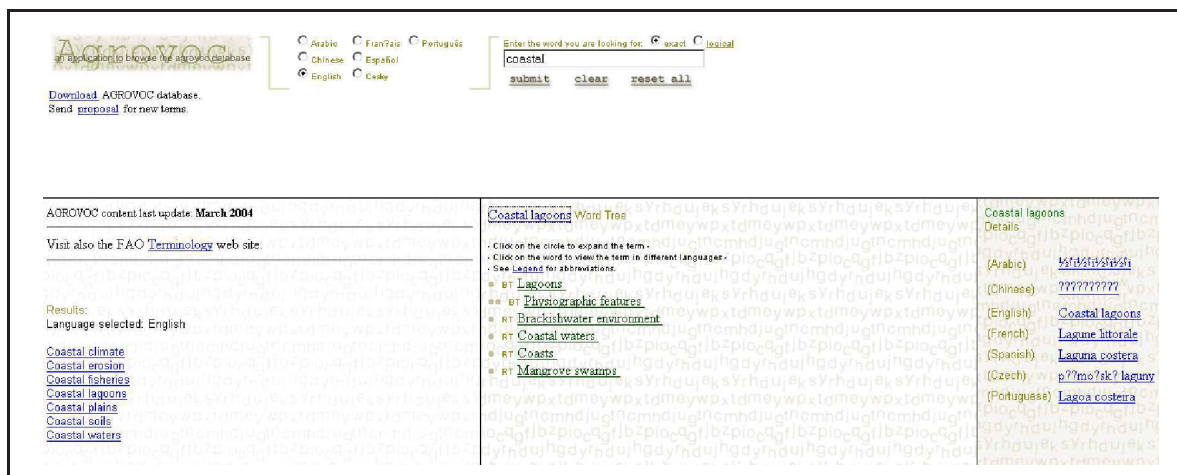 Agrovoc
an application to browse the agrovoc database
Download AGROVOC database.
Send proposal for new terms.
Arabic Fran?ais Português
Chinese Español
English Cesky
Enter the word you are looking for: exact logical
coastal
submit clear reset all
AGROVOC content last update: March 2004
Visit also the FAO Terminology web site.
Results:
Language selected: English
Coastal climate
Coastal erosion
Coastal fisheries
Coastal lagoons
Coastal plains
Coastal soils
Coastal waters
Coastal lagoons Word Tree
- Click on the circle to expand the term -
- Click on the word to view the term in different languages -
- See Legend for abbreviations.
BT Lagoons
BT Physiographic features
RT Brackishwater environment
RT Coastal waters
RT Coasts
RT Mangrove swamps
Coastal lagoons
Details
(Arabic)
(Chinese) ??????????
(English) Coastal lagoons
(French) Lagune littorale
(Spanish) Laguna costera
(Czech) p??mo?sk? laguny
(Portuguese) Lagoa costeira